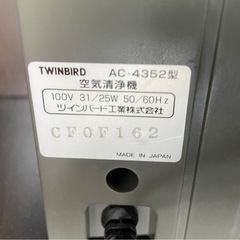 TWINBIRD AC-4352型
空気清浄機
100V 31/25W 50/60Hz
ツインバード工業株式会社
CF0F162
MADE IN JAPAN